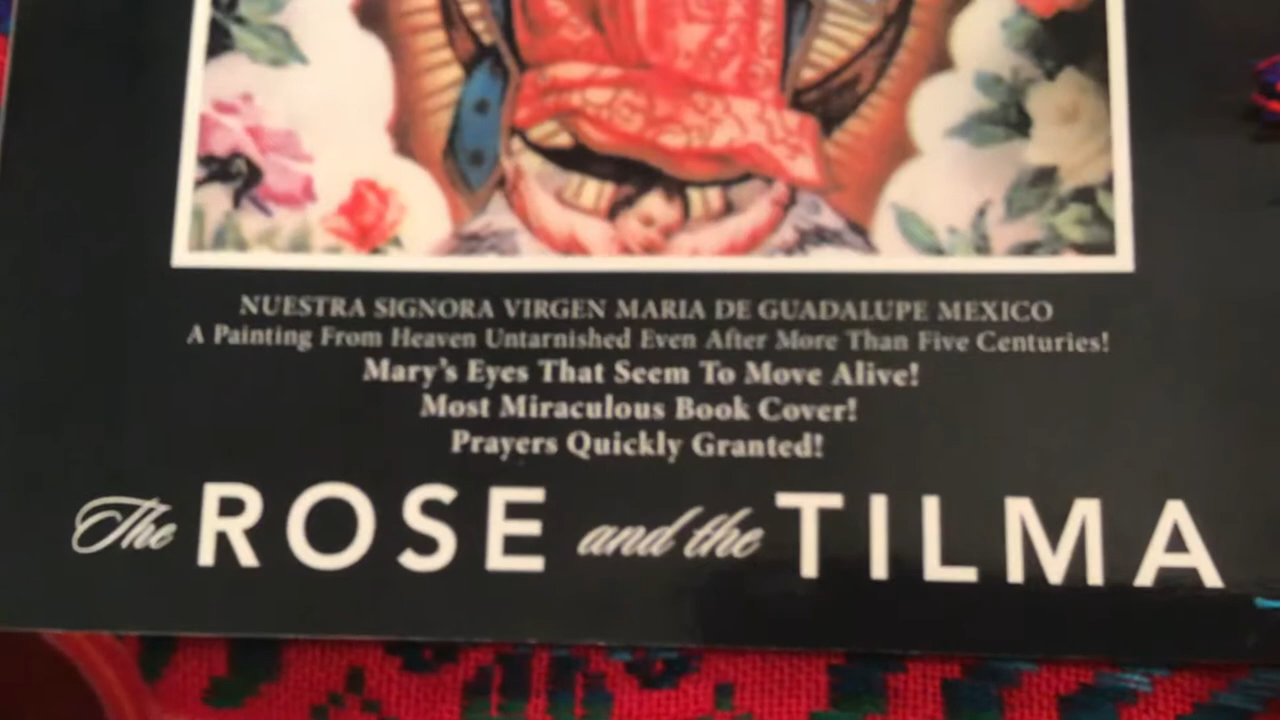 NUESTRA SIGNORA VIRGEN MARIA DE GUADALUPE MEXICO
A Painting From Heaven Untarnished Even After More Than Five Centuries!
Mary's Eyes That Seem To Move Alive!
Most Miraculous Book Cover!
Prayers Quickly Granted!
The ROSE and the TILMA